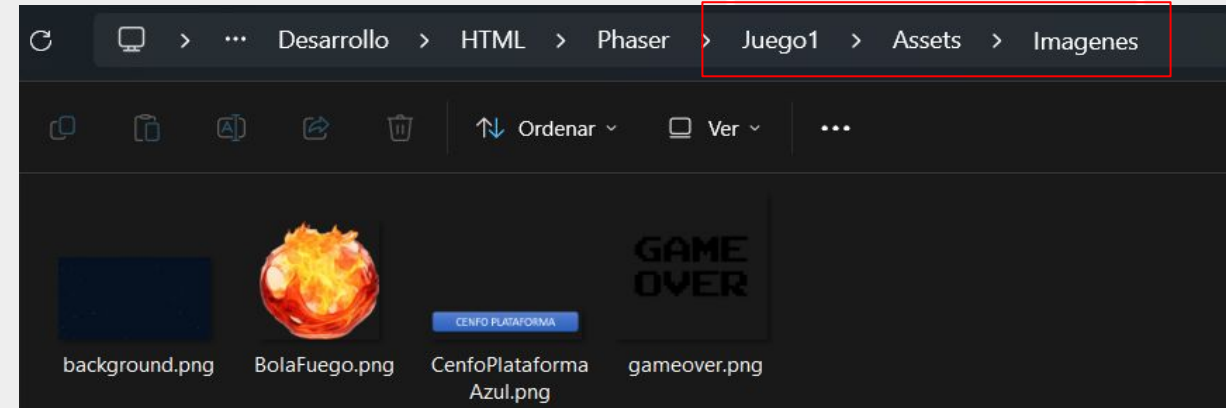 ... Desarrollo > HTML > Phaser > Juego1 > Assets > Imagenes
Ordenar Ver ...
GAME
OVER
CENFO PLATAFORMA
background.png BolaFuego.png CenfoPlataforma gameover.png
Azul.png